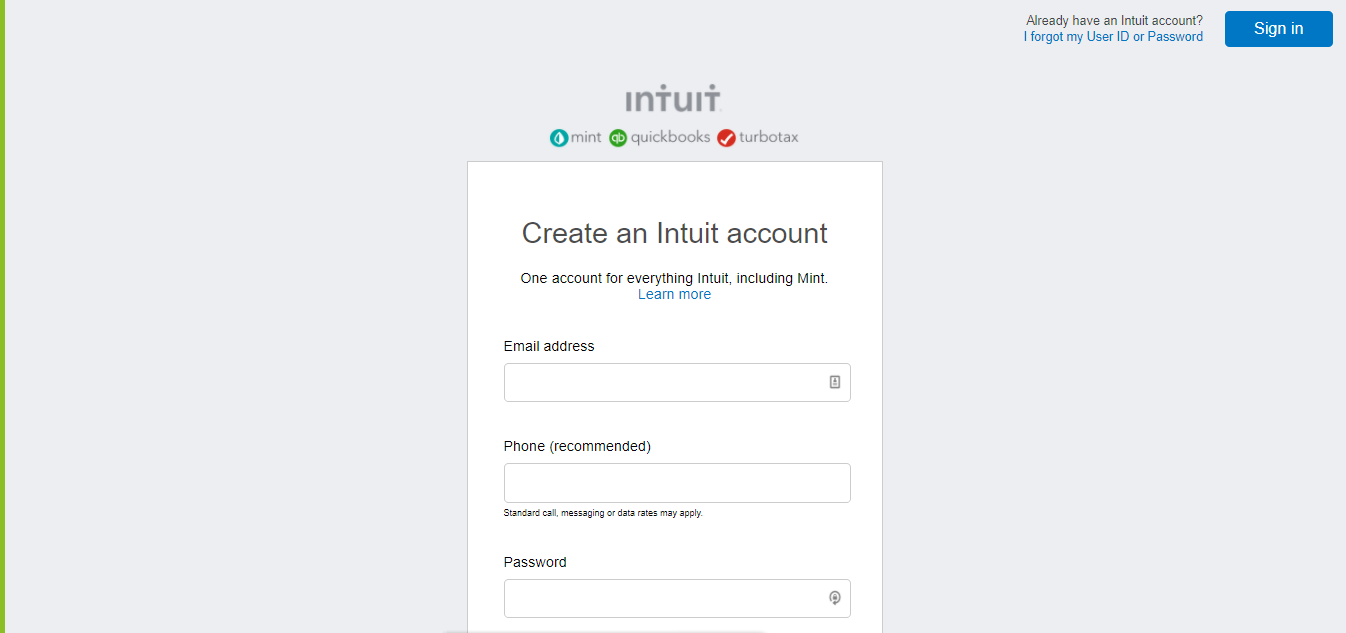 Already have an Intuit account?
I forgot my User ID or Password
Sign in
intuit
mint qb quickbooks turbotax
Create an Intuit account
One account for everything Intuit, including Mint.
Learn more
Email address
Phone (recommended)
Standard call, messaging or data rates may apply.
Password